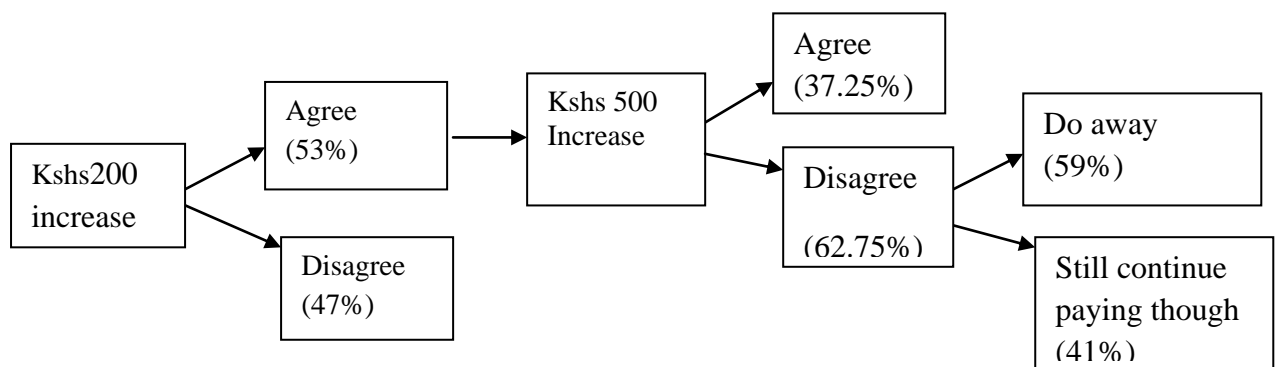 Kshs200
increase
Agree
(53%)
Disagree
(47%)
Kshs 500
Increase
Agree
(37.25%)
Disagree
(62.75%)
Do away
(59%)
Still continue
paying though
(41%)